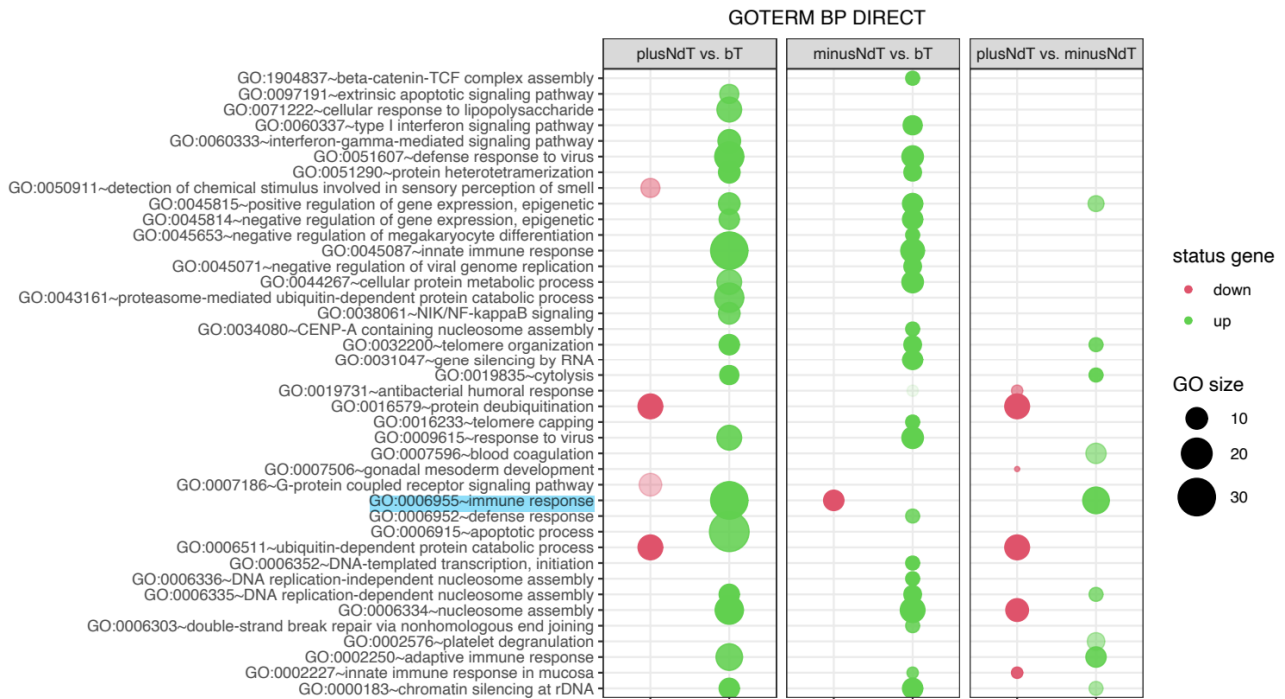 GOTERM BP DIRECT
plusNdT vs. bT
minusNdT vs. bT
plusNdT vs. minusNdT
GO:1904837~beta-catenin-TCF complex assembly
GO:0097191~extrinsic apoptotic signaling pathway
GO:0071222~cellular response to lipopolysaccharide
GO:0060337~type I interferon signaling pathway
GO:0060333~interferon-gamma-mediated signaling pathway
GO:0051607~defense response to virus
GO:0051290~protein heterotetramerization
GO:0050911~detection of chemical stimulus involved in sensory perception of smell
GO:0045815~positive regulation of gene expression, epigenetic
GO:0045814~negative regulation of gene expression, epigenetic
GO:0045653~negative regulation of megakaryocyte differentiation
GO:0045087~innate immune response
GO:0045071~negative regulation of viral genome replication
GO:0044267~cellular protein metabolic process
GO:0043161~proteasome-mediated ubiquitin-dependent protein catabolic process
GO:0038061~NIK/NF-kappaB signaling
GO:0034080~CENP-A containing nucleosome assembly
GO:0032200~telomere organization
GO:0031047~gene silencing by RNA
GO:0019835~cytolysis
GO:0019731~antibacterial humoral response
GO:0016579~protein deubiquitination
GO:0016233~telomere capping
GO:0009615~response to virus
GO:0007596~blood coagulation
GO:0007506~gonadal mesoderm development
GO:0007186~G-protein coupled receptor signaling pathway
GO:0006955~immune response
GO:0006952~defense response
GO:0006915~apoptotic process
GO:0006511~ubiquitin-dependent protein catabolic process
GO:0006352~DNA-templated transcription, initiation
GO:0006336~DNA replication-independent nucleosome assembly
GO:0006335~DNA replication-dependent nucleosome assembly
GO:0006334~nucleosome assembly
GO:0006303~double-strand break repair via nonhomologous end joining
GO:0002576~platelet degranulation
GO:0002250~adaptive immune response
GO:0002227~innate immune response in mucosa
GO:0000183~chromatin silencing at rDNA
status gene
down
up
GO size
10
20
30